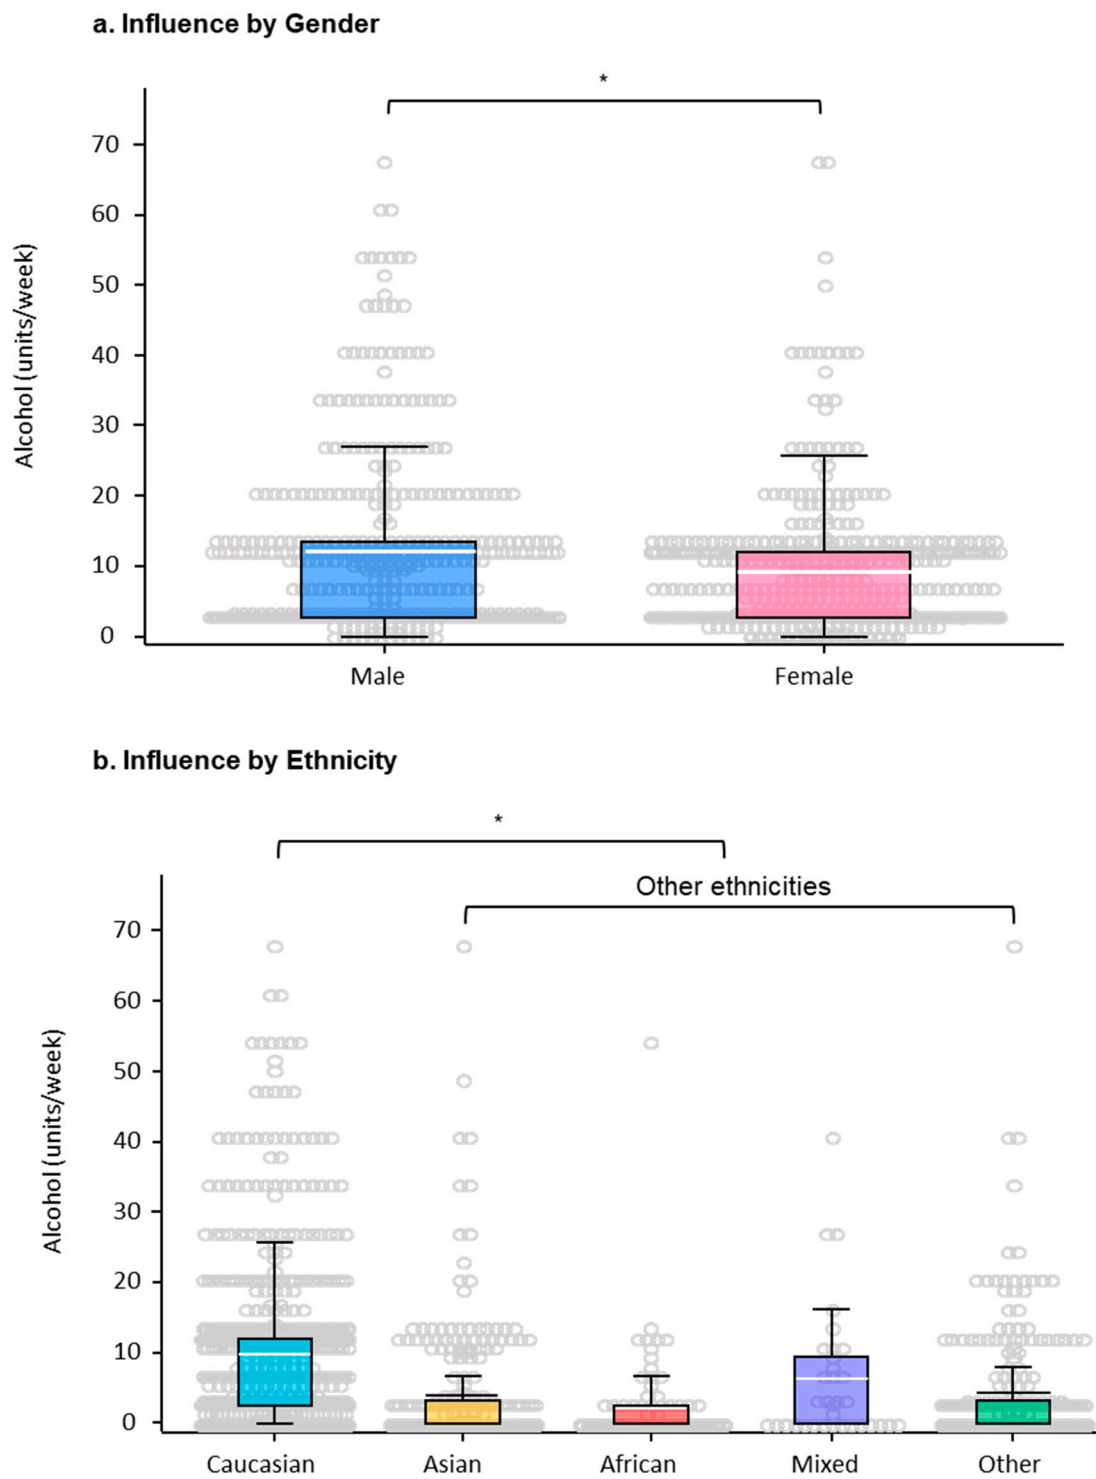 a. Influence by Gender
*
70
60
50
40
30
20
10
0
Alcohol (units/week)
Male Female
b. Influence by Ethnicity
*
Other ethnicities
70
60
50
40
30
20
10
0
Alcohol (units/week)
Caucasian Asian African Mixed Other